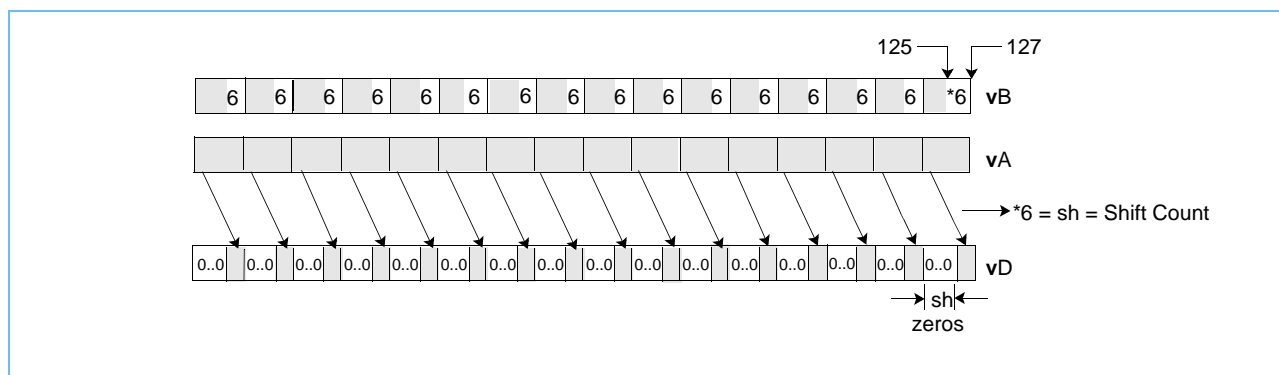 125 127
6 6 6 6 6 6 6 6 6 6 6 6 6 6 6 *6 vB
vA
*6 = sh = Shift Count
0..0 0..0 0..0 0..0 0..0 0..0 0..0 0..0 0..0 0..0 0..0 0..0 0..0 0..0 0..0 0..0 vD
sh
zeros